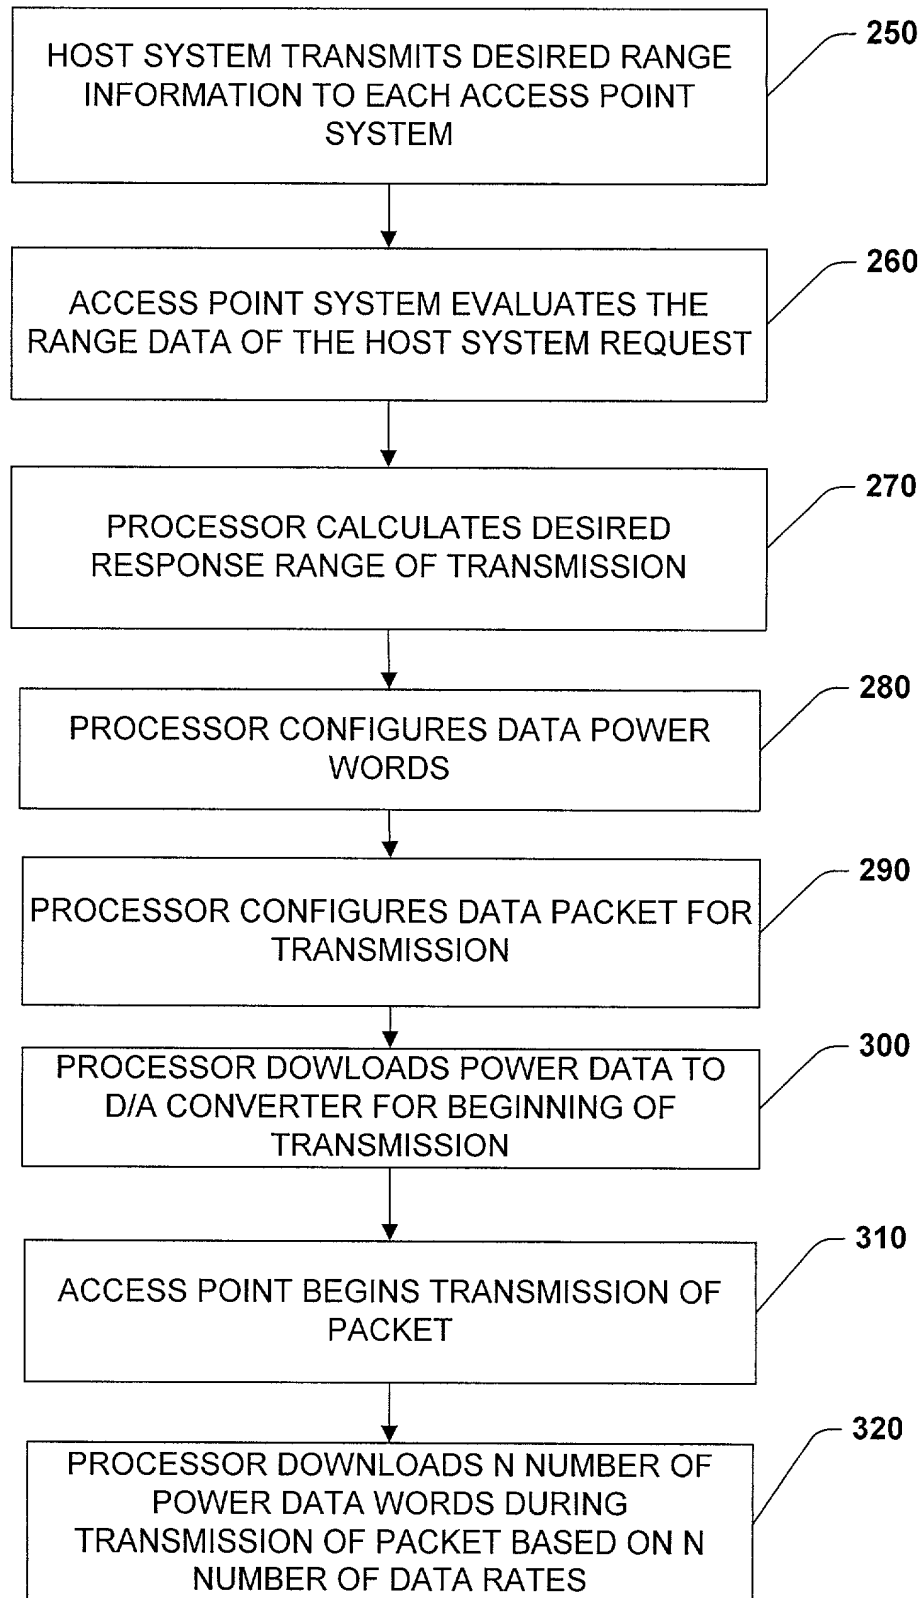 HOST SYSTEM TRANSMITS DESIRED RANGE
INFORMATION TO EACH ACCESS POINT
SYSTEM
250
ACCESS POINT SYSTEM EVALUATES THE
RANGE DATA OF THE HOST SYSTEM REQUEST
260
PROCESSOR CALCULATES DESIRED
RESPONSE RANGE OF TRANSMISSION
270
PROCESSOR CONFIGURES DATA POWER
WORDS
280
PROCESSOR CONFIGURES DATA PACKET FOR
TRANSMISSION
290
PROCESSOR DOWLOADS POWER DATA TO
D/A CONVERTER FOR BEGINNING OF
TRANSMISSION
300
ACCESS POINT BEGINS TRANSMISSION OF
PACKET
310
PROCESSOR DOWNLOADS N NUMBER OF
POWER DATA WORDS DURING
TRANSMISSION OF PACKET BASED ON N
NUMBER OF DATA RATES
320